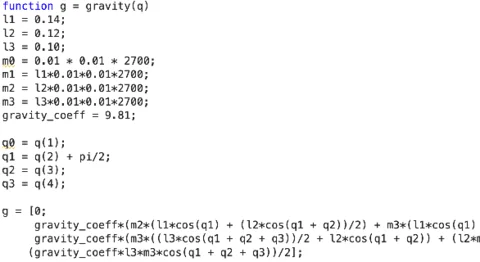 function g = gravity(q)
l1 = 0.14;
l2 = 0.12;
l3 = 0.10;
m0 = 0.01 * 0.01 * 2700;
m1 = l1*0.01*0.01*2700;
m2 = l2*0.01*0.01*2700;
m3 = l3*0.01*0.01*2700;
gravity_coeff = 9.81;
q0 = q(1);
q1 = q(2) + pi/2;
q2 = q(3);
q3 = q(4);
g = [0;
gravity_coeff*(m2*(l1*cos(q1) + (l2*cos(q1 + q2))/2) + m3*(l1*cos(q1)
gravity_coeff*(m3*((l3*cos(q1 + q2 + q3))/2 + l2*cos(q1 + q2)) + (l2*m
(gravity_coeff*l3*m3*cos(q1 + q2 + q3))/2];